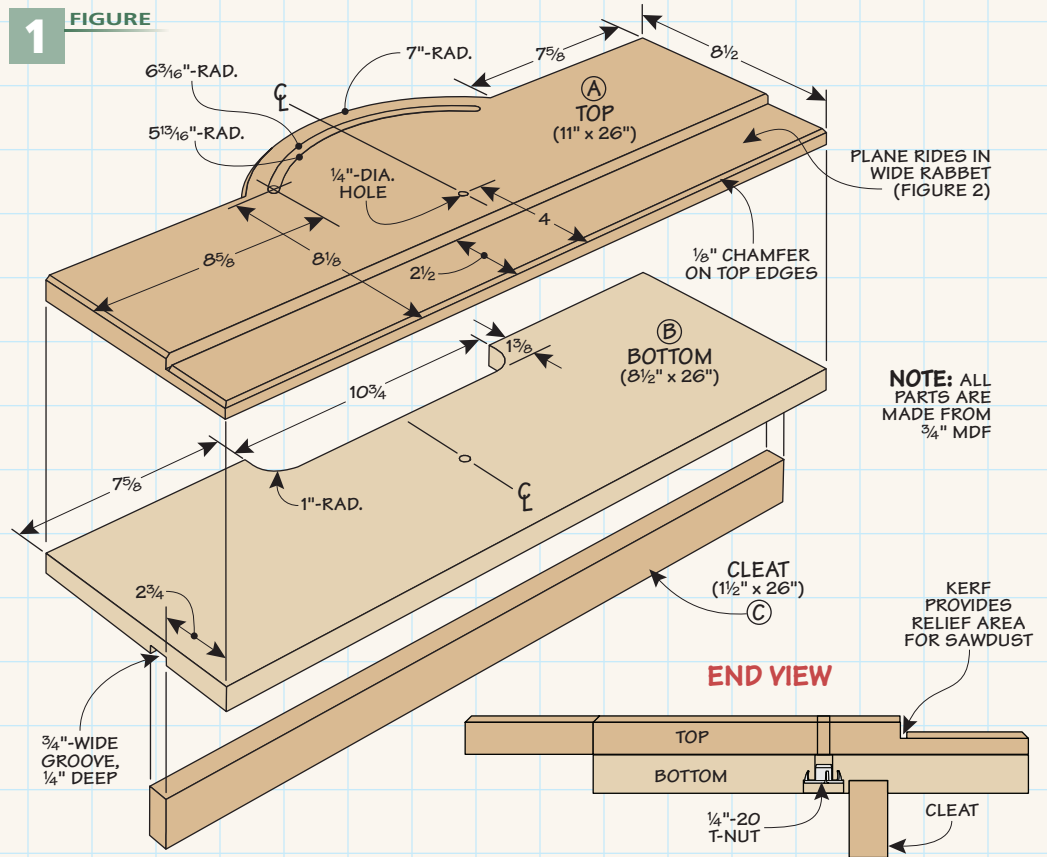 1 FIGURE
7"-RAD.
6 3/16"-RAD.
5 13/16"-RAD.
℄
7 5/8
8 1/2
A
TOP
(11" x 26")
PLANE RIDES IN
WIDE RABBET
(FIGURE 2)
1/4"-DIA.
HOLE
4
8 5/8
8 1/8
2 1/2
1/8" CHAMFER
ON TOP EDGES
B
BOTTOM
(8 1/2" x 26")
1 3/8
10 3/4
NOTE: ALL
PARTS ARE
MADE FROM
3/4" MDF
7 5/8
1"-RAD.
℄
2 3/4
CLEAT
(1 1/2" x 26")
C
3/4"-WIDE
GROOVE,
1/4" DEEP
KERF
PROVIDES
RELIEF AREA
FOR SAWDUST
END VIEW
TOP
BOTTOM
1/4"-20
T-NUT
CLEAT